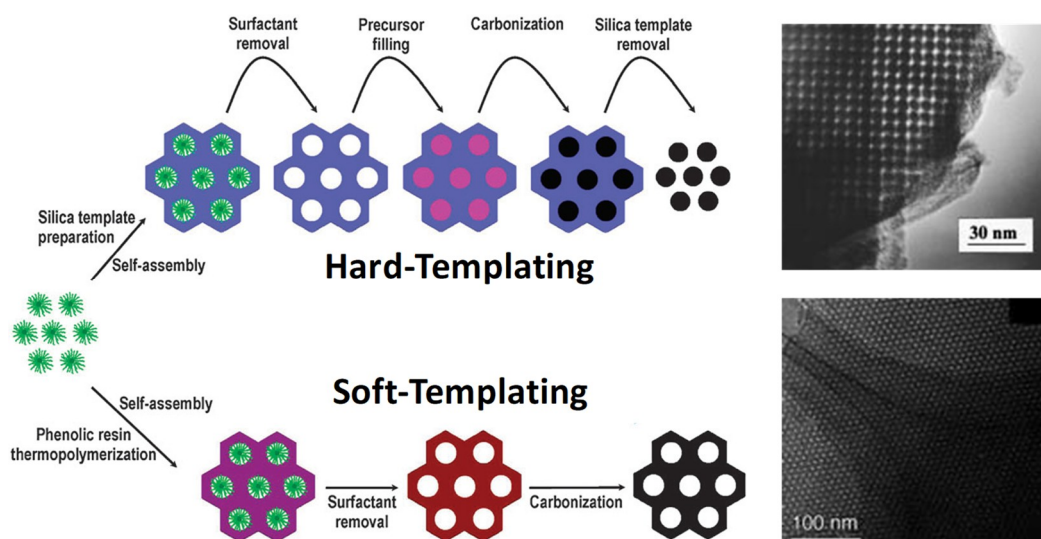 Surfactant
removal
Precursor
filling
Carbonization
Silica template
removal
Silica template
preparation
Self-assembly
Hard-Templating
30 nm
Soft-Templating
Self-assembly
Phenolic resin
thermopolymerization
Surfactant
removal
Carbonization
100 nm